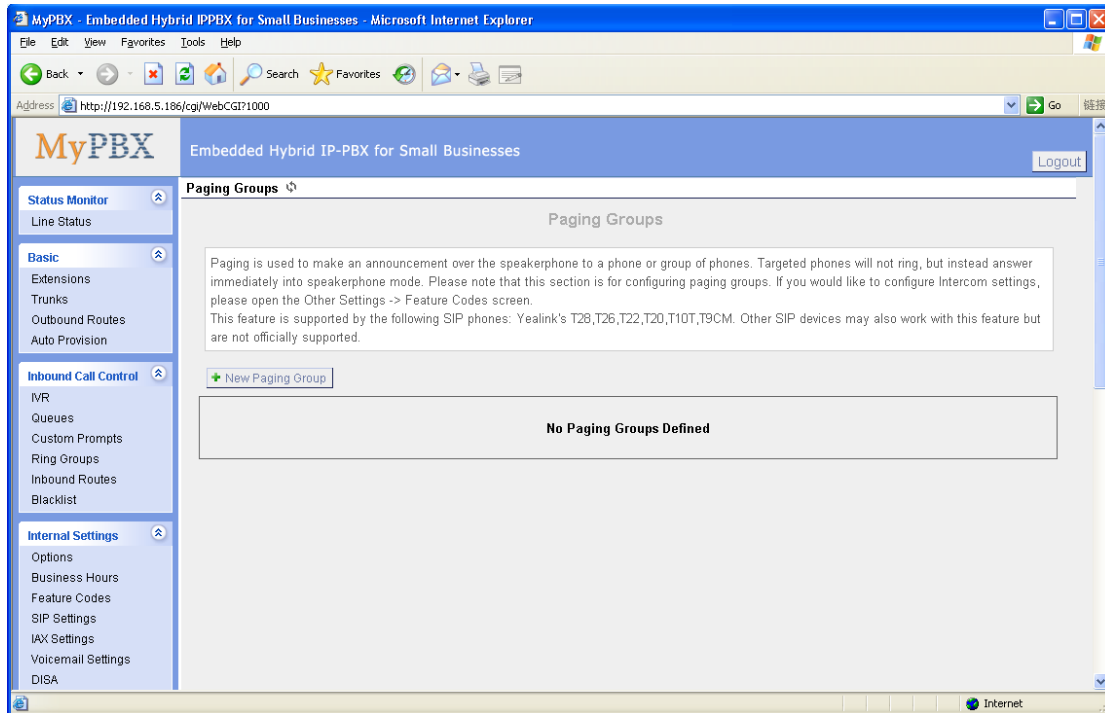 MyPBX - Embedded Hybrid IPPBX for Small Businesses - Microsoft Internet Explorer
File Edit View Favorites Tools Help
Back Search Favorites
Address http://192.168.5.186/cgi/WebCGI?1000 Go 链接
MyPBX
Embedded Hybrid IP-PBX for Small Businesses
Logout
Status Monitor
Line Status
Basic
Extensions
Trunks
Outbound Routes
Auto Provision
Inbound Call Control
IVR
Queues
Custom Prompts
Ring Groups
Inbound Routes
Blacklist
Internal Settings
Options
Business Hours
Feature Codes
SIP Settings
IAX Settings
Voicemail Settings
DISA
Paging Groups
Paging Groups
Paging is used to make an announcement over the speakerphone to a phone or group of phones. Targeted phones will not ring, but instead answer
immediately into speakerphone mode. Please note that this section is for configuring paging groups. If you would like to configure Intercom settings,
please open the Other Settings -> Feature Codes screen.
This feature is supported by the following SIP phones: Yealink's T28,T26,T22,T20,T10T,T9CM. Other SIP devices may also work with this feature but
are not officially supported.
New Paging Group
No Paging Groups Defined
Internet